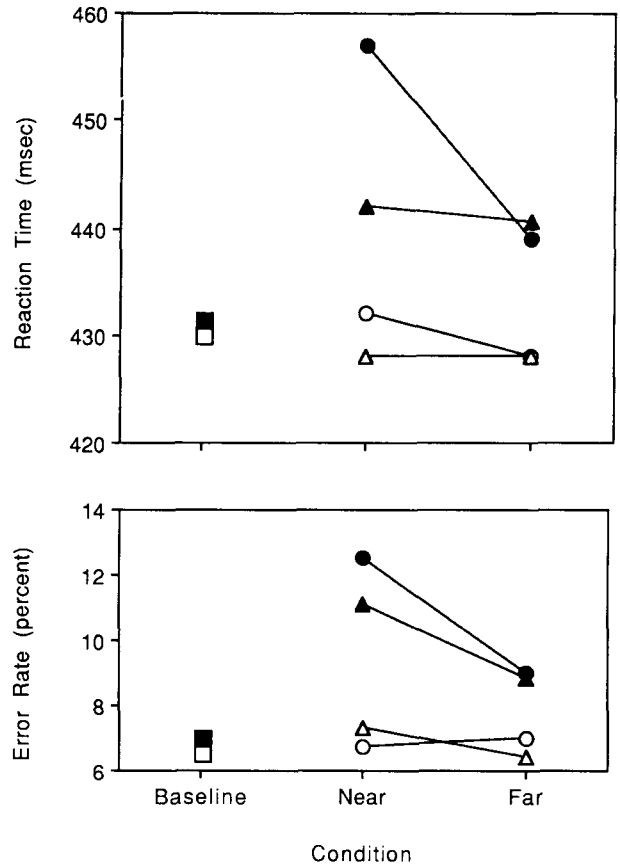 460
450
440
430
420
Reaction Time (msec)
14
12
10
8
6
Error Rate (percent)
Baseline Near Far
Condition